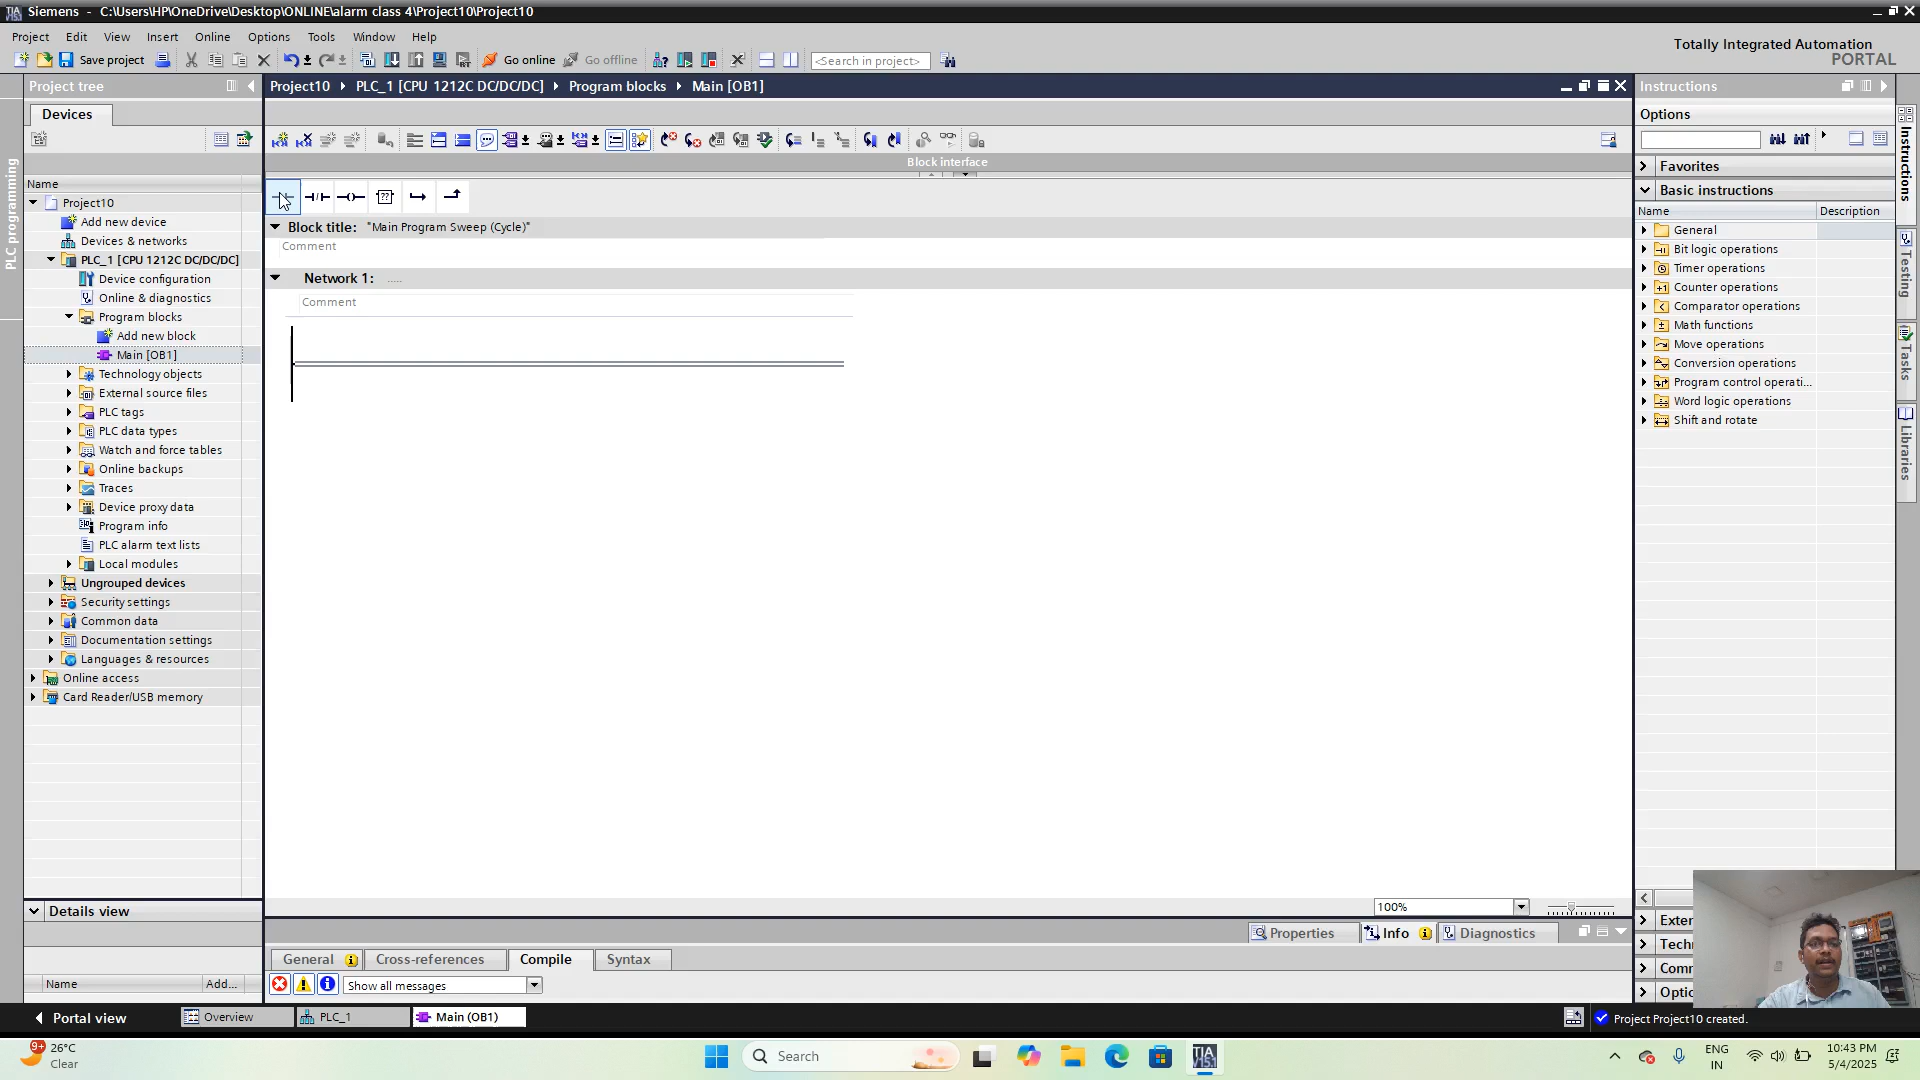 Siemens - C:\Users\HP\OneDrive\Desktop\ONLINE\alarm class 4\Project10\Project10
Project Edit View Insert Online Options Tools Window Help
Totally Integrated Automation
PORTAL
Save project
Go online
Go offline
<Search in project>
Project tree
Project10 PLC_1 [CPU 1212C DC/DC/DC] Program blocks Main [OB1]
Instructions
Devices
Options
Block interface
Name
PLC programming
Project10
Add new device
Devices & networks
PLC_1 [CPU 1212C DC/DC/DC]
Device configuration
Online & diagnostics
Program blocks
Add new block
Main [OB1]
Technology objects
External source files
PLC tags
PLC data types
Watch and force tables
Online backups
Traces
Device proxy data
Program info
PLC alarm text lists
Local modules
Ungrouped devices
Security settings
Common data
Documentation settings
Languages & resources
Online access
Card Reader/USB memory
Details view
Name Add...
??
Block title: "Main Program Sweep (Cycle)"
Comment
Network 1: .....
Comment
100%
Properties Info Diagnostics
General Cross-references Compile Syntax
Show all messages
Favorites
Basic instructions
Name Description
General
Bit logic operations
Timer operations
Counter operations
Comparator operations
Math functions
Move operations
Conversion operations
Program control operati...
Word logic operations
Shift and rotate
Exter
Tech
Comm
Optic
Instructions
Testing
Tasks
Libraries
Portal view Overview PLC_1 Main (OB1)
Project Project10 created.
9+
26°C
Clear
Search
TIA
V15.1
ENG
IN
10:43 PM
5/4/2025